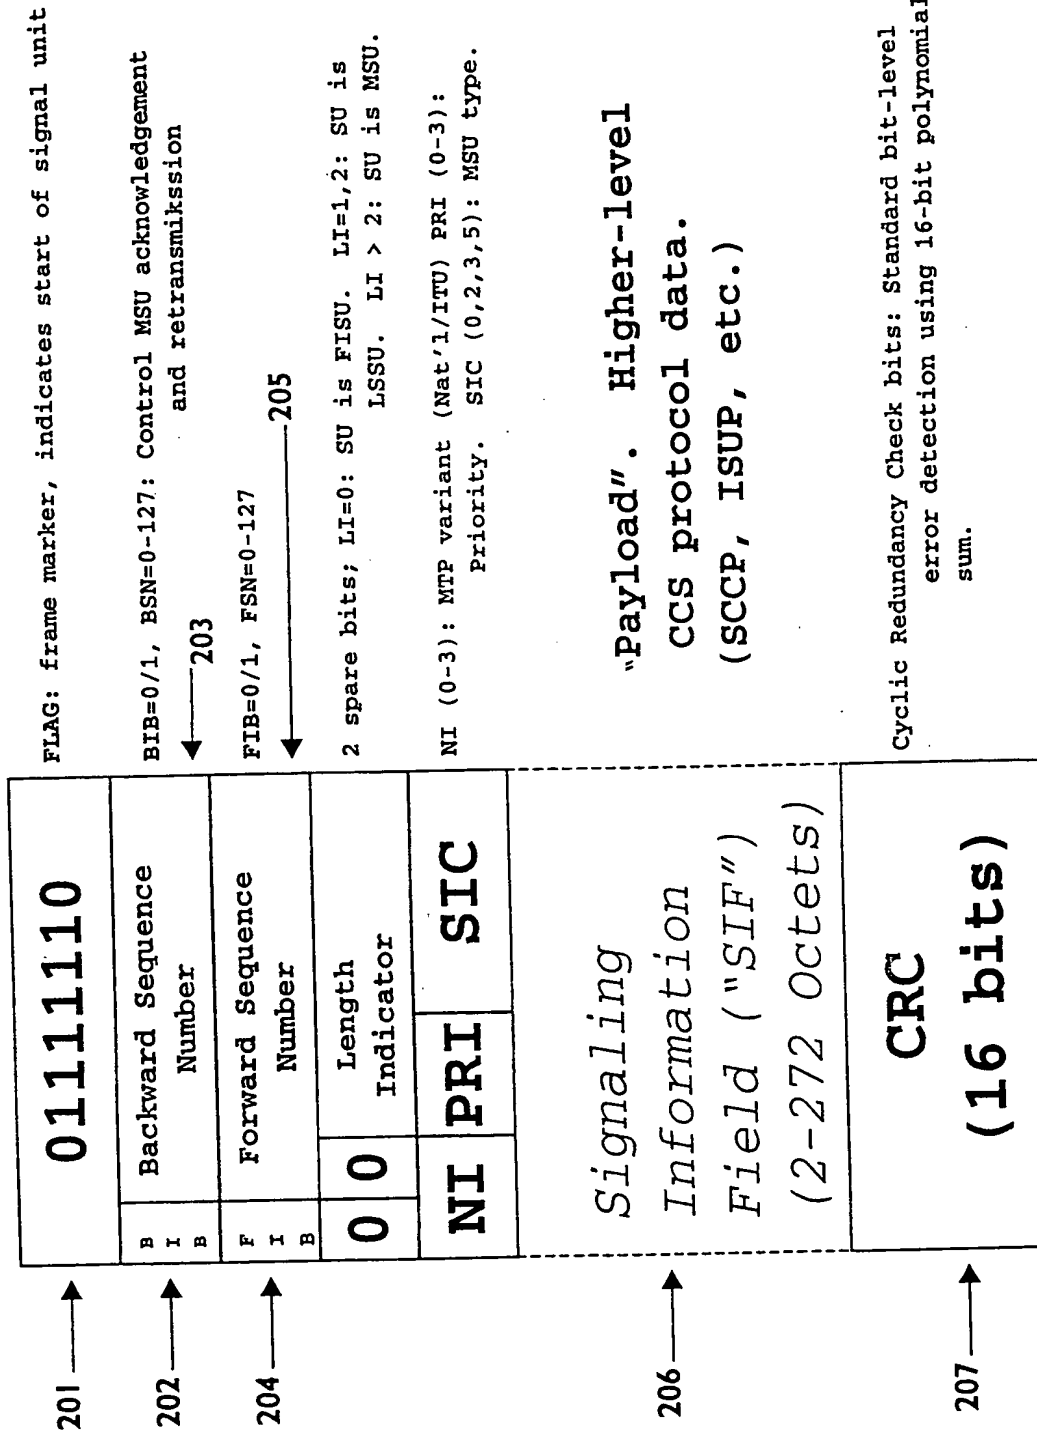 201
01111110
FLAG: frame marker, indicates start of signal unit
202
B
I
B
Backward Sequence
Number
BIB=0/1, BSN=0-127: Control MSU acknowledgement
and retransmikssion
203
204
F
I
B
Forward Sequence
Number
FIB=0/1, FSN=0-127
205
0 0
Length
Indicator
2 spare bits; LI=0: SU is FISU. LI=1,2: SU is
LSSU. LI > 2: SU is MSU.
NI PRI SIC
NI (0-3): MTP variant (Nat'l/ITU) PRI (0-3):
Priority. SIC (0,2,3,5): MSU type.
206
Signaling
Information
Field ("SIF")
(2-272 Octets)
"Payload". Higher-level
CCS protocol data.
(SCCP, ISUP, etc.)
207
CRC
(16 bits)
Cyclic Redundancy Check bits: Standard bit-level
error detection using 16-bit polynomial
sum.